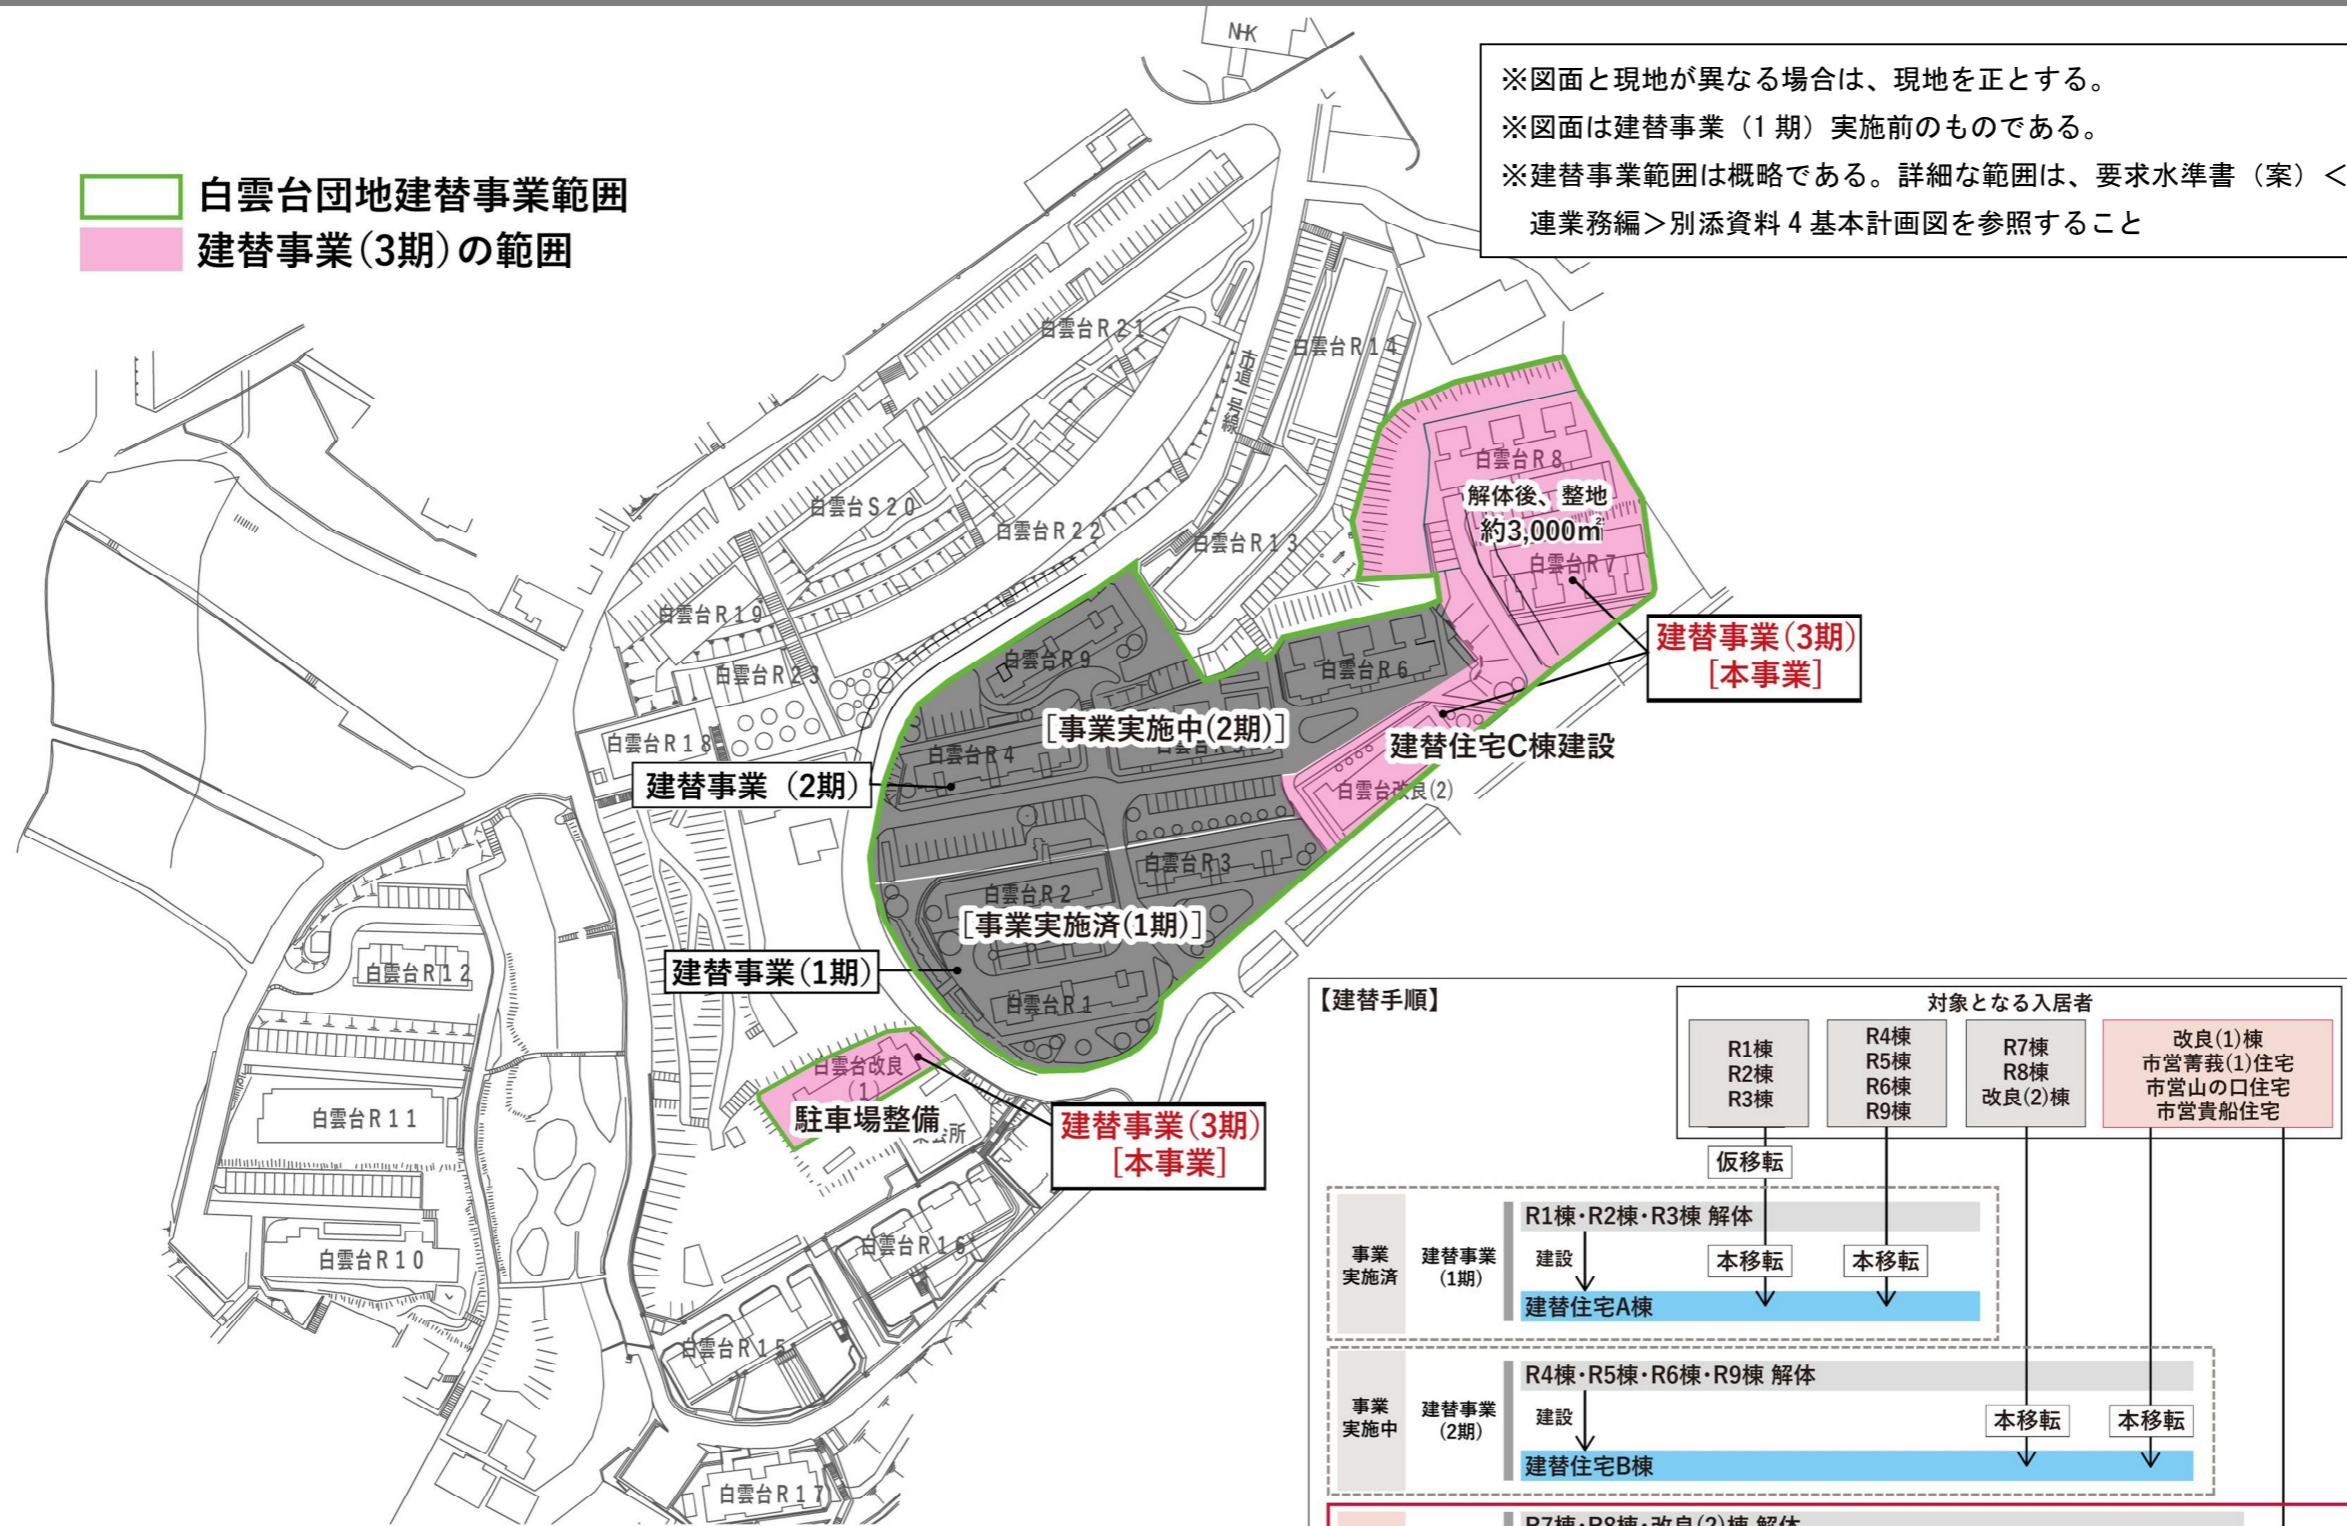 NHK
※図面と現地が異なる場合は、現地を正とする。
※図面は建替事業（1期）実施前のものである。
※建替事業範囲は概略である。詳細な範囲は、要求水準書（案）＜
連業務編＞別添資料4基本計画図を参照すること
白雲台団地建替事業範囲
建替事業(3期)の範囲
白雲台R21
市道一号線
白雲台R14
白雲台R8
解体後、整地
約3,000㎡
白雲台R7
白雲台S20
白雲台R22
白雲台R13
白雲台R19
白雲台R23
白雲台R18
白雲台R9
白雲台R6
建替事業(3期)
[本事業]
[事業実施中(2期)]
白雲台R4
建替住宅C棟建設
白雲台改良(2)
建替事業（2期）
白雲台R3
白雲台R2
[事業実施済(1期)]
建替事業(1期)
白雲台R1
白雲台R12
白雲台改良
(1)
駐車場整備
建替事業(3期)
[本事業]
白雲台R11
白雲台R10
白雲台R16
白雲台R15
白雲台R17
【建替手順】
対象となる入居者
R1棟
R2棟
R3棟
R4棟
R5棟
R6棟
R9棟
R7棟
R8棟
改良(2)棟
改良(1)棟
市営菁莪(1)住宅
市営山の口住宅
市営貴船住宅
仮移転
事業
実施済
建替事業
(1期)
R1棟・R2棟・R3棟 解体
建設
本移転
本移転
建替住宅A棟
事業
実施中
建替事業
(2期)
R4棟・R5棟・R6棟・R9棟 解体
建設
本移転
本移転
建替住宅B棟
R7棟・R8棟・改良(2)棟 解体